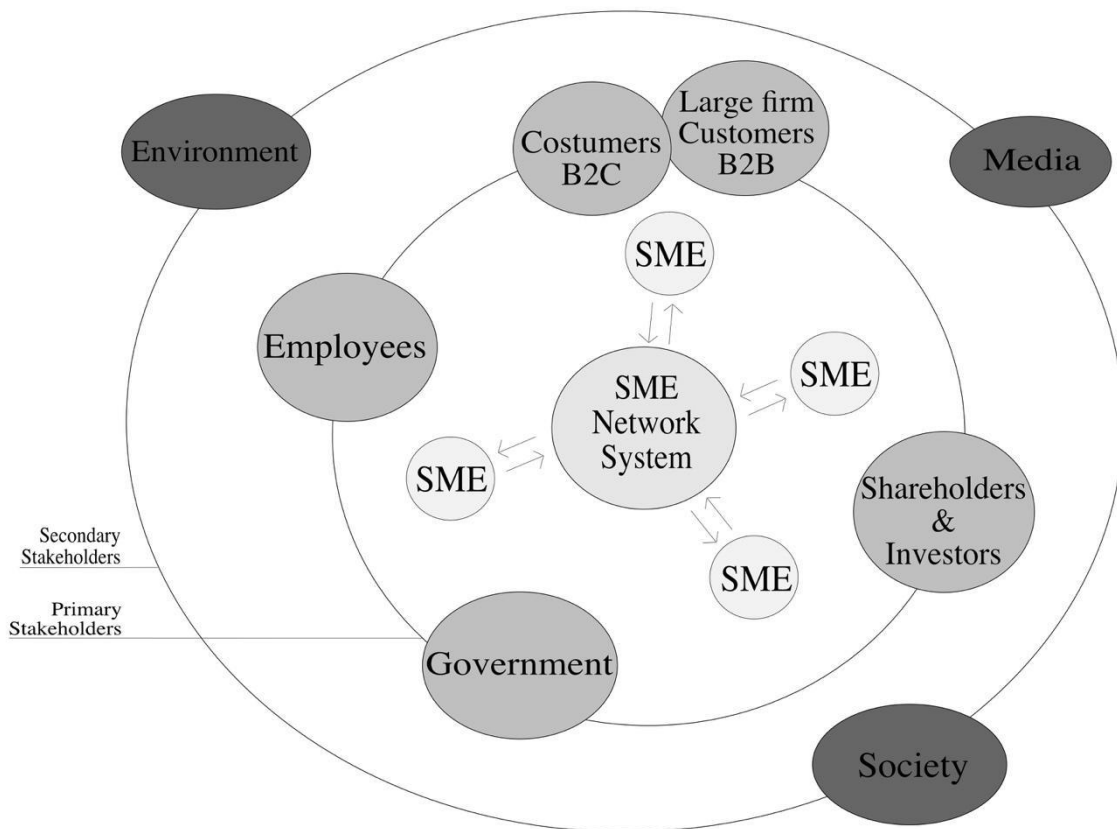 Large firm
Customers
B2B
Costumers
B2C
Environment
Media
SME
Employees
SME
Network
System
SME
SME
Shareholders
&
Investors
Secondary
Stakeholders
SME
Primary
Stakeholders
Government
Society